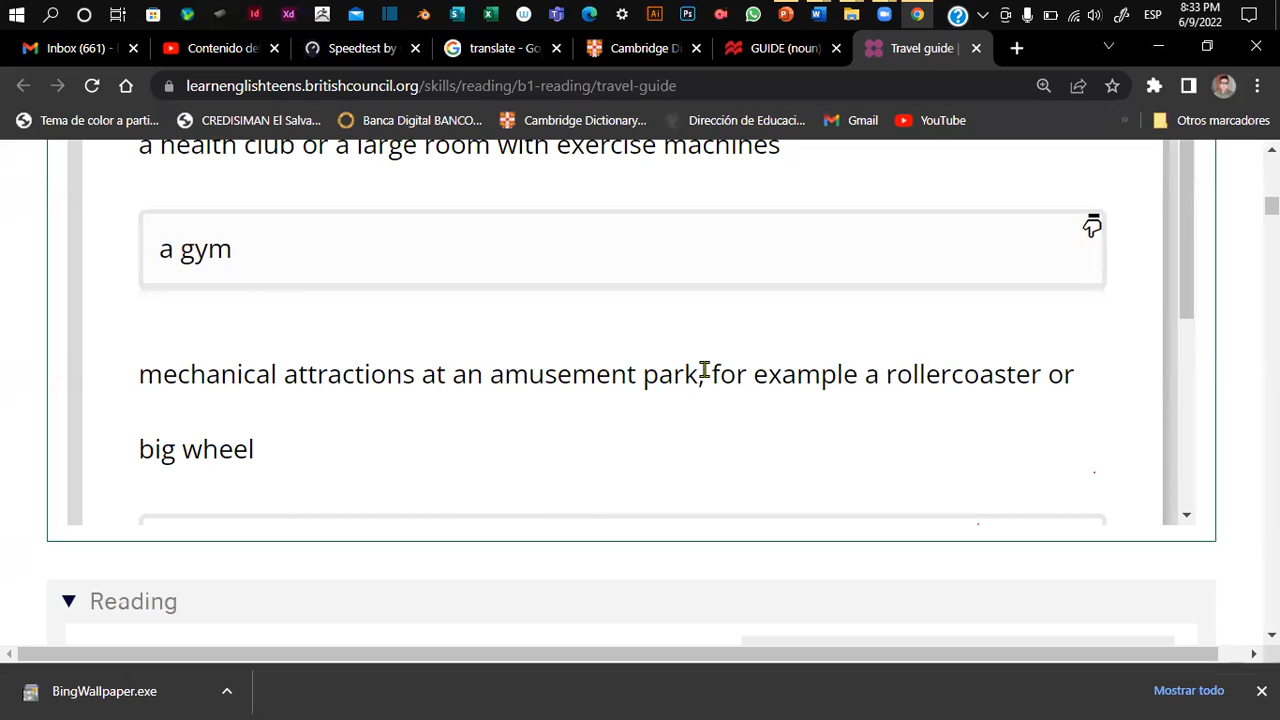 8:33 PM
ESP
6/9/2022
Inbox (661) -
Contenido de
Speedtest by
translate - Go
Cambridge Di
GUIDE (noun)
Travel guide |
learnenglishteens.britishcouncil.org/skills/reading/b1-reading/travel-guide
Tema de color a parti...
CREDISIMAN El Salva...
Banca Digital BANCO...
Cambridge Dictionary...
Dirección de Educaci...
Gmail
YouTube
»
Otros marcadores
a health club or a large room with exercise machines
a gym
mechanical attractions at an amusement park, for example a rollercoaster or
big wheel
Reading
BingWallpaper.exe
Mostrar todo